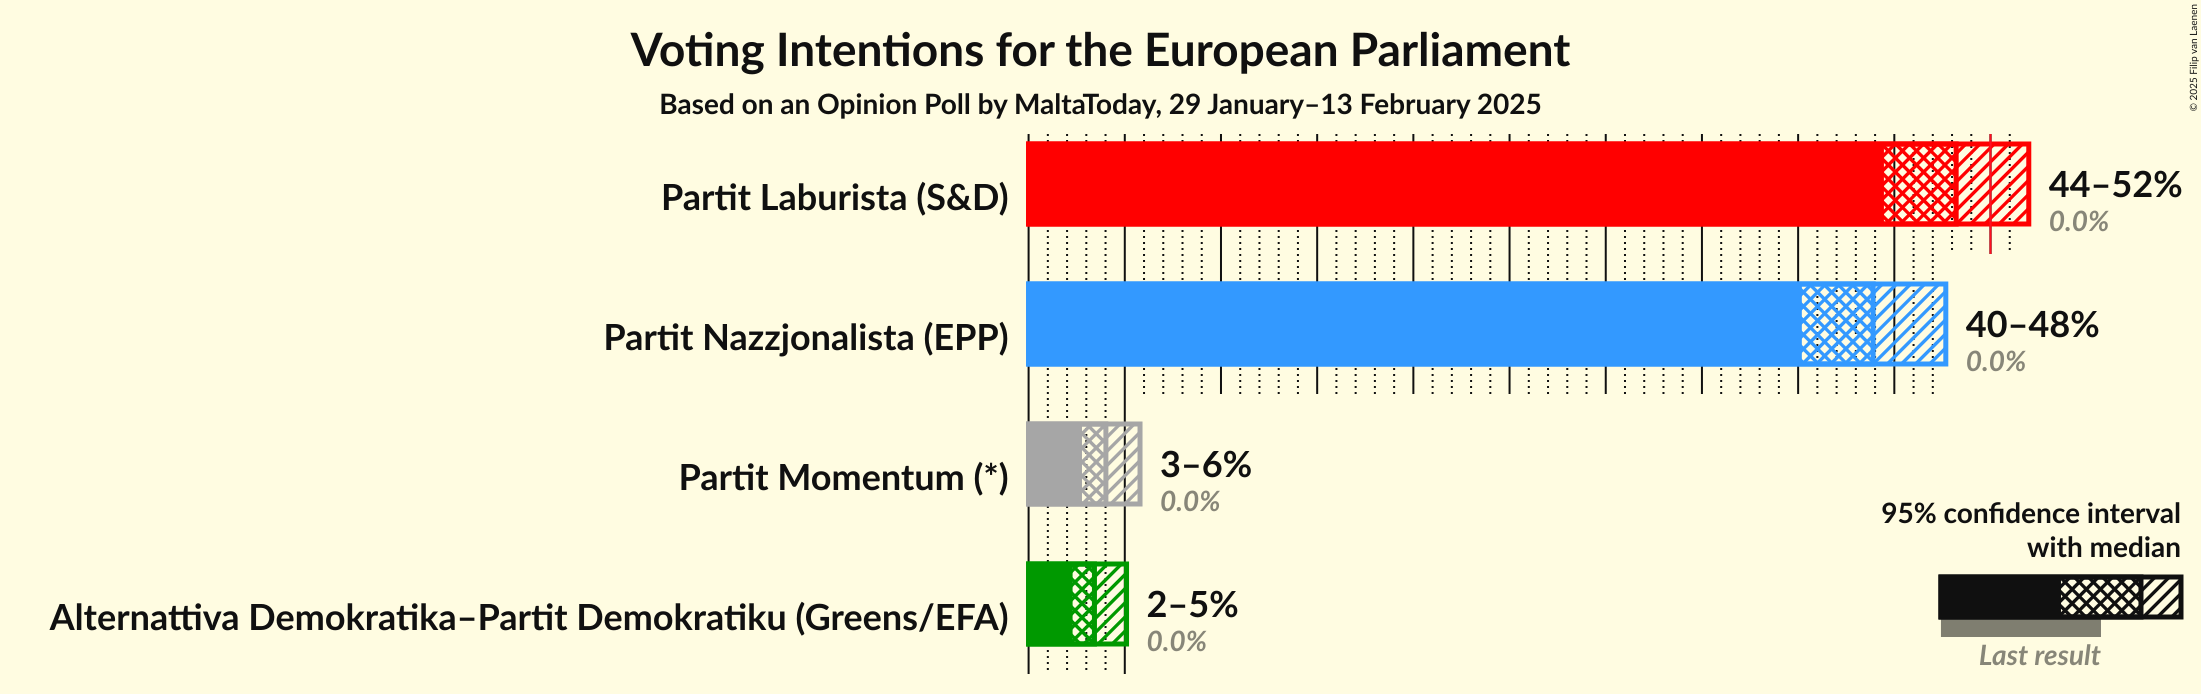 Voting Intentions for the European Parliament
Based on an Opinion Poll by MaltaToday, 29 January–13 February 2025
© 2025 Filip van Laenen
Partit Laburista (S&D)
44–52%
0.0%
Partit Nazzjonalista (EPP)
40–48%
0.0%
Partit Momentum (*)
3–6%
0.0%
Alternattiva Demokratika–Partit Demokratiku (Greens/EFA)
2–5%
0.0%
95% confidence interval
with median
Last result